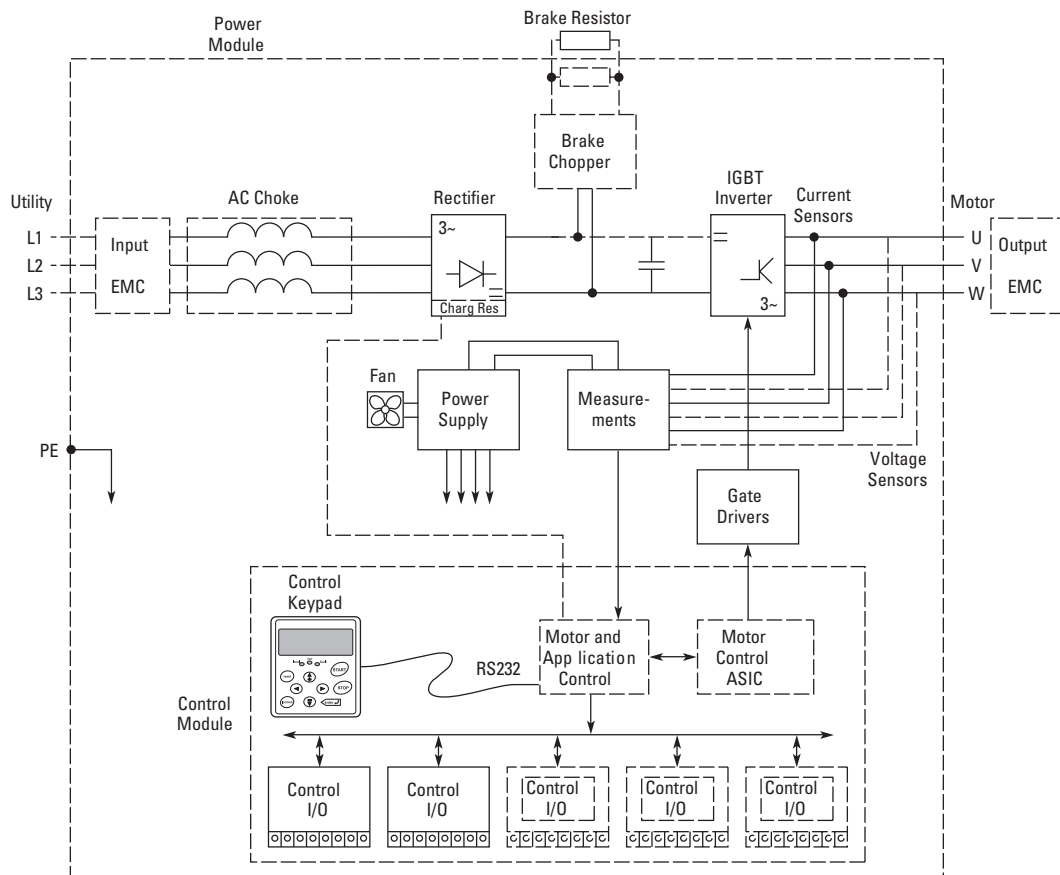 Brake Resistor
Power
Module
Brake
Chopper
IGBT
Inverter
Utility
AC Choke
Rectifier
Current
Sensors
Motor
L1
L2
L3
Input
EMC
3~
Charg Res
3~
U
V
W
Output
EMC
Fan
Power
Supply
Measure-
ments
PE
Voltage
Sensors
Gate
Drivers
Control
Keypad
START
STOP
RS232
Motor and
App lication
Control
Motor
Control
ASIC
Control
Module
Control
I/O
Control
I/O
Control
I/O
Control
I/O
Control
I/O